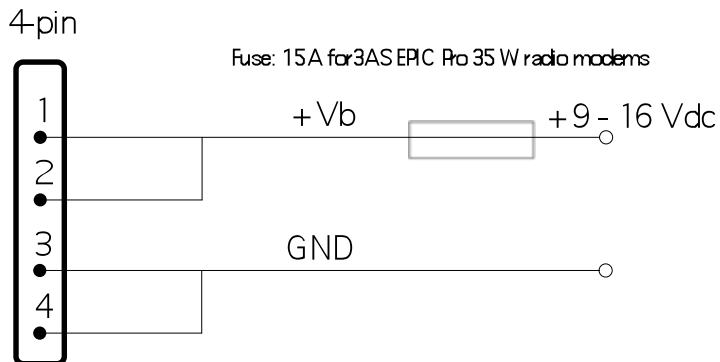 4-pin
Fuse: 15A for 3AS EPIC Pro 35 W radio modems
1
+Vb
+9 - 16 Vdc
2
3
GND
4